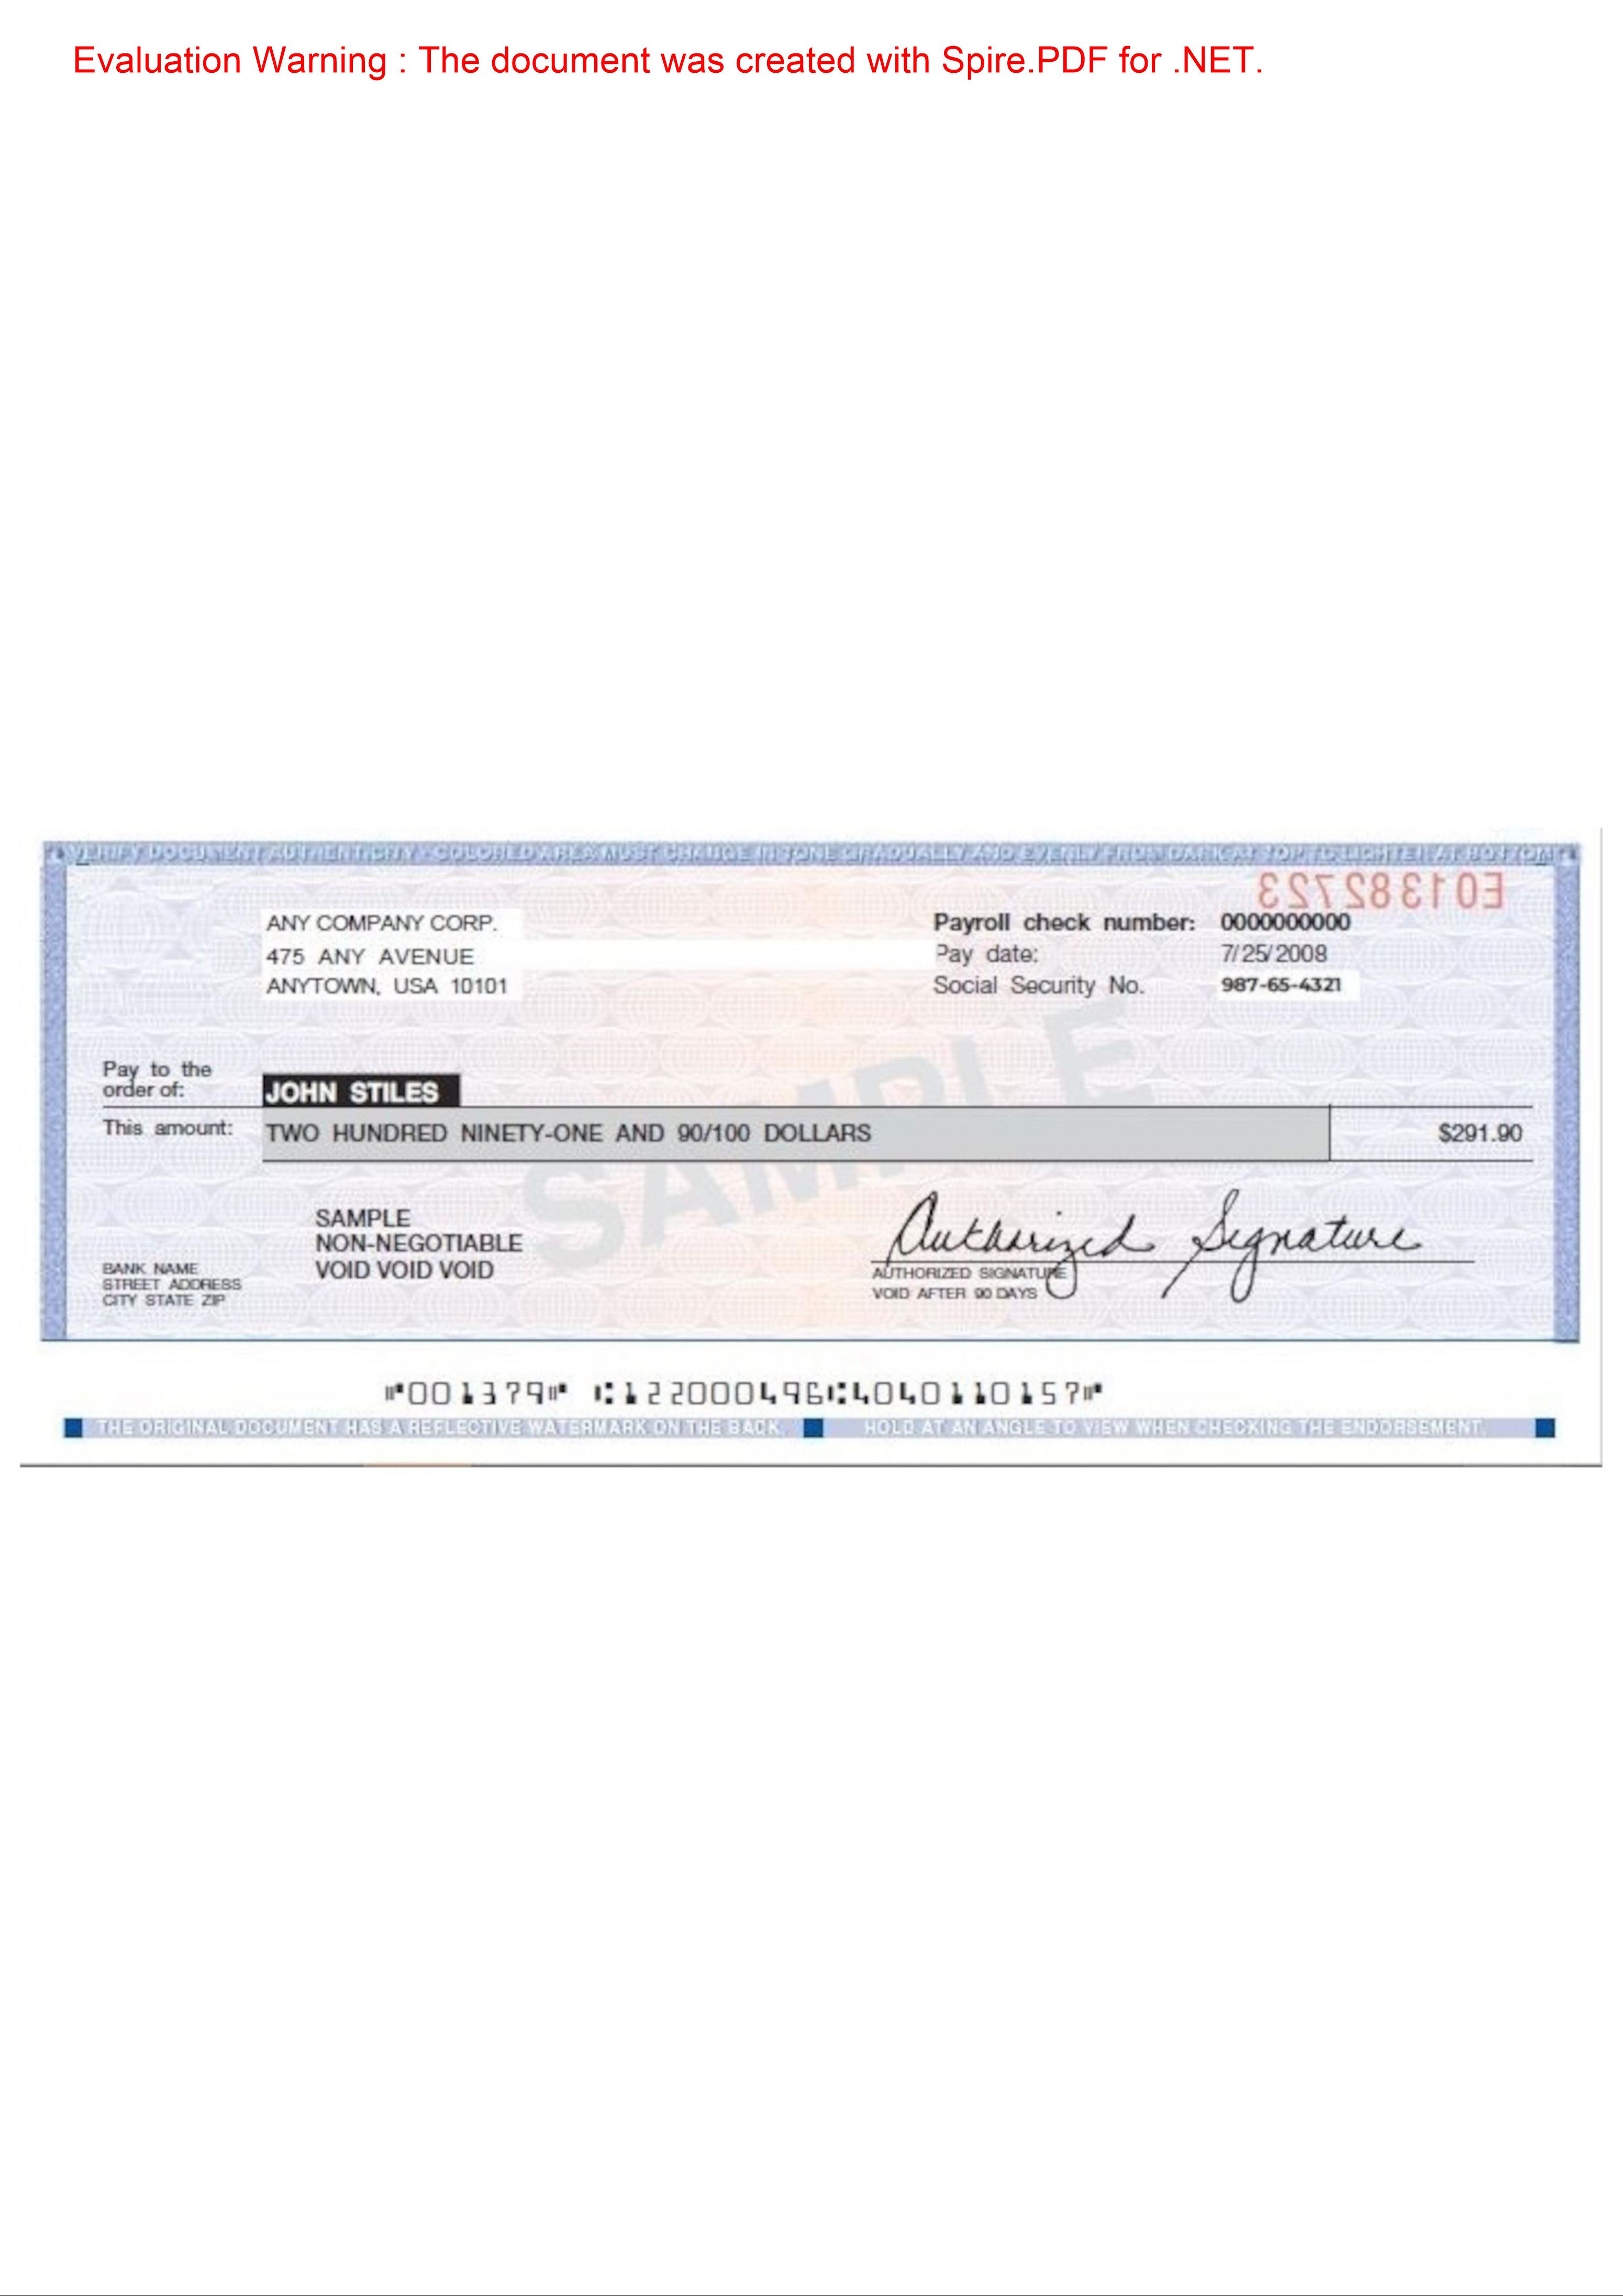 Evaluation Warning : The document was created with Spire.PDF for .NET.
VERIFY DOCUMENT AUTHENTICITY - COLORED AREA MUST CHANGE IN TONE GRADUALLY AND EVENLY FROM DARK AT TOP TO LIGHTER AT BOTTOM
E01382723
ANY COMPANY CORP.
475 ANY AVENUE
ANYTOWN, USA 10101
Payroll check number: 0000000000
Pay date: 7/25/2008
Social Security No. 987-65-4321
Pay to the
order of: JOHN STILES
This amount: TWO HUNDRED NINETY-ONE AND 90/100 DOLLARS $291.90
SAMPLE
SAMPLE
NON-NEGOTIABLE
VOID VOID VOID
BANK NAME
STREET ADDRESS
CITY STATE ZIP
Authorized Signature
AUTHORIZED SIGNATURE
VOID AFTER 90 DAYS
⑈001379⑈ ⑆122000496⑆4040110157⑈
THE ORIGINAL DOCUMENT HAS A REFLECTIVE WATERMARK ON THE BACK. HOLD AT AN ANGLE TO VIEW WHEN CHECKING THE ENDORSEMENT.